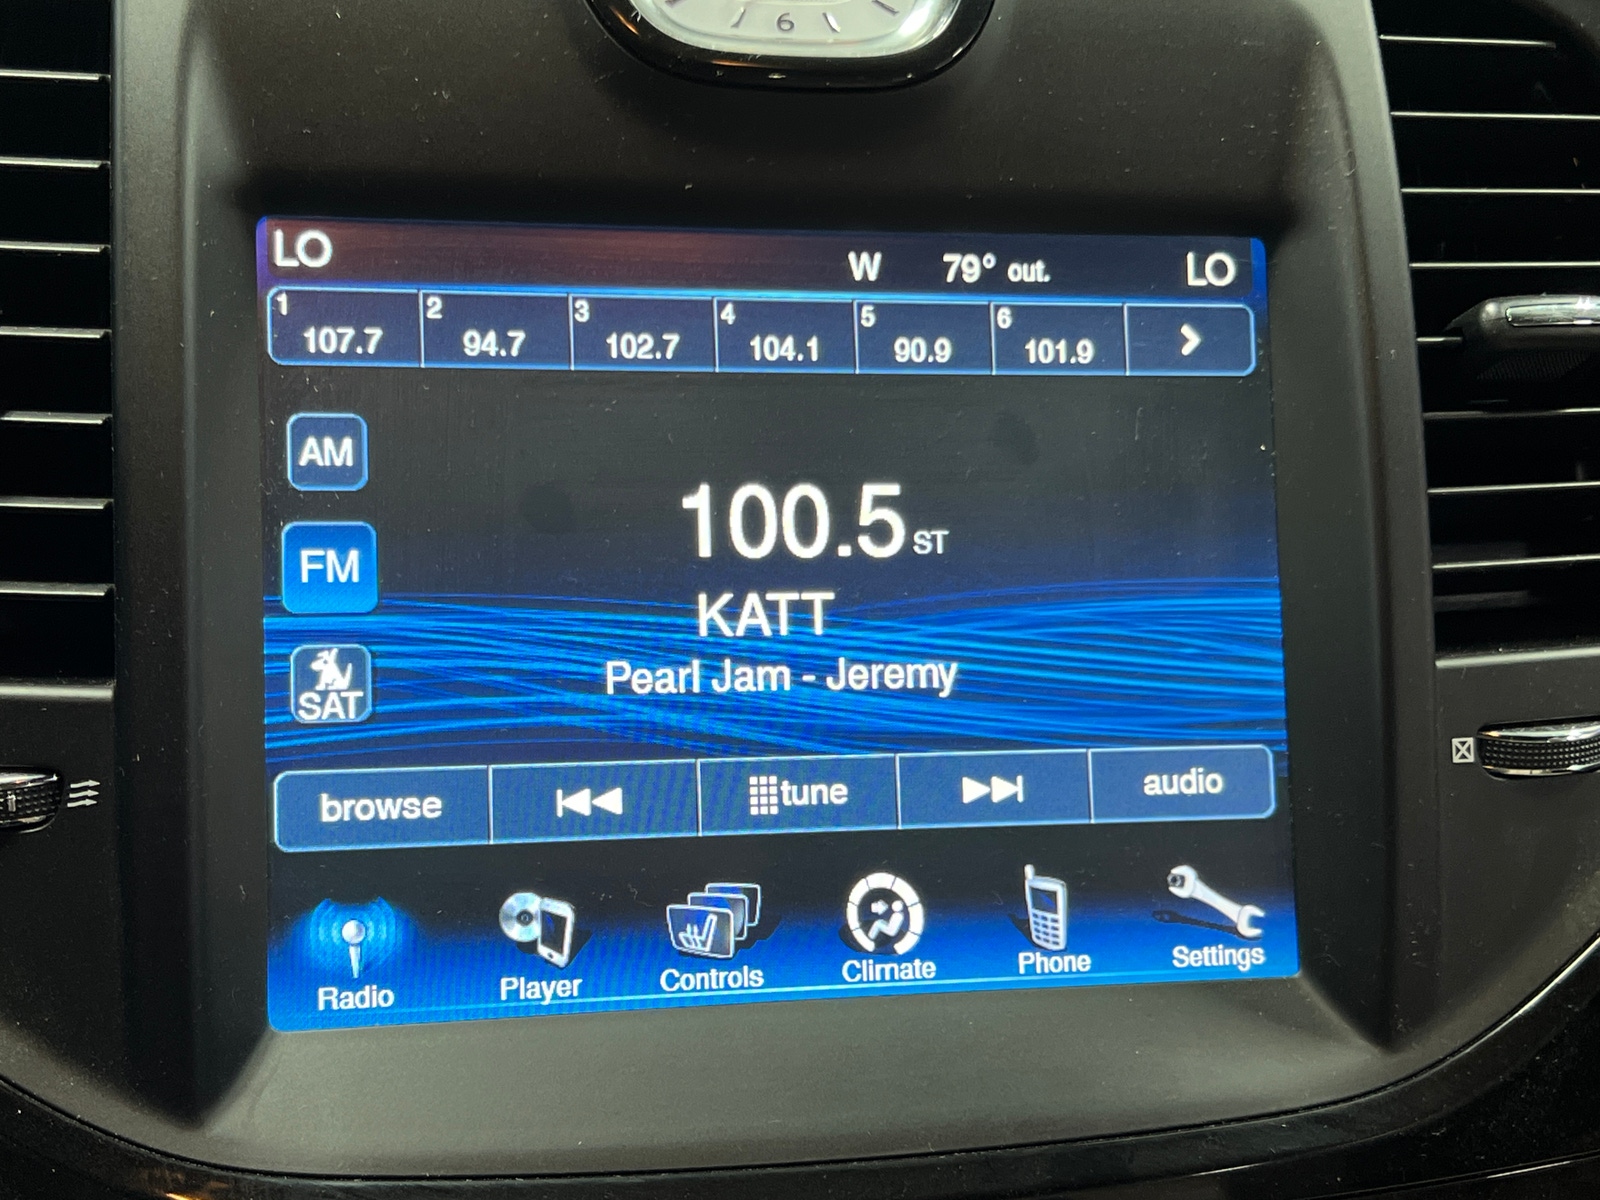 6
LO W 79° out. LO
1 107.7 2 94.7 3 102.7 4 104.1 5 90.9 6 101.9
AM
100.5 ST
FM
KATT
SAT
Pearl Jam - Jeremy
browse tune audio
Radio Player Controls Climate Phone Settings